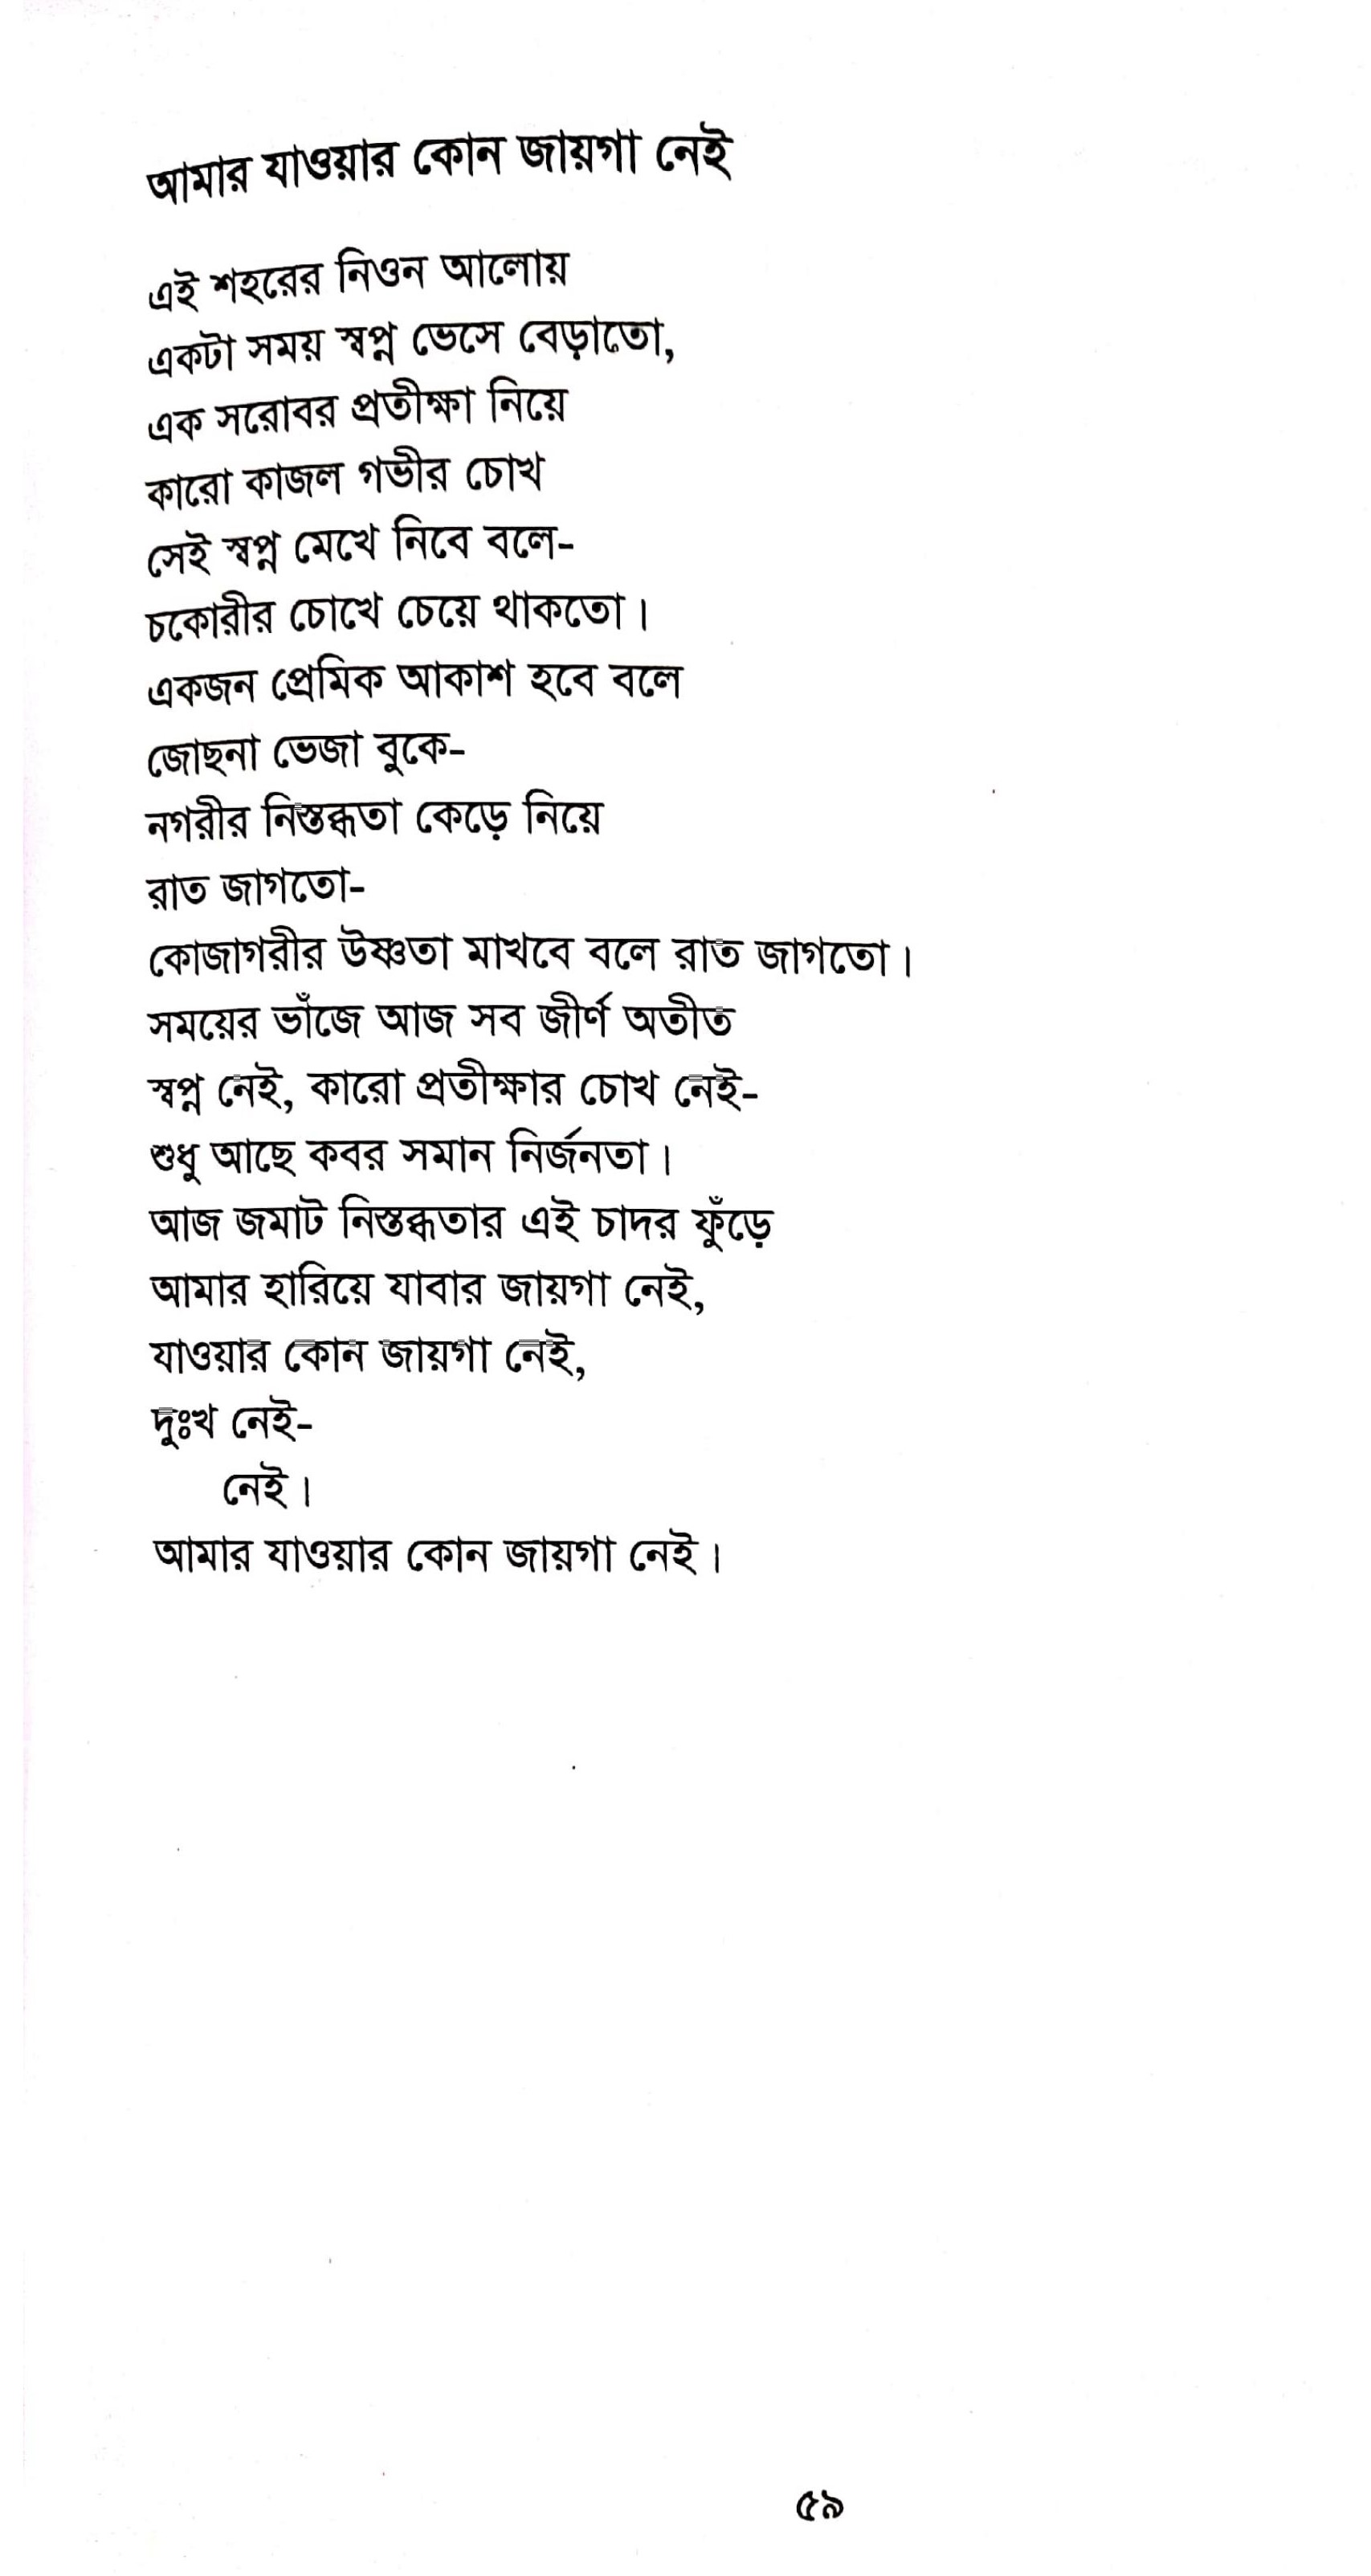 আমার যাওয়ার কোন জায়গা নেই
এই শহরের নিওন আলোয়
একটা সময় স্বপ্ন ভেসে বেড়াতো,
এক সরোবর প্রতীক্ষা নিয়ে
কারো কাজল গভীর চোখ
সেই স্বপ্ন মেখে নিবে বলে-
চকোরীর চোখে চেয়ে থাকতো।
একজন প্রেমিক আকাশ হবে বলে
জোছনা ভেজা বুকে-
নগরীর নিস্তব্ধতা কেড়ে নিয়ে
রাত জাগতো-
কোজাগরীর উষ্ণতা মাখবে বলে রাত জাগতো।
সময়ের ভাঁজে আজ সব জীর্ণ অতীত
স্বপ্ন নেই, কারো প্রতীক্ষার চোখ নেই-
শুধু আছে কবর সমান নির্জনতা।
আজ জমাট নিস্তব্ধতার এই চাদর ফুঁড়ে
আমার হারিয়ে যাবার জায়গা নেই,
যাওয়ার কোন জায়গা নেই,
দুঃখ নেই-
নেই।
আমার যাওয়ার কোন জায়গা নেই।
৫৯